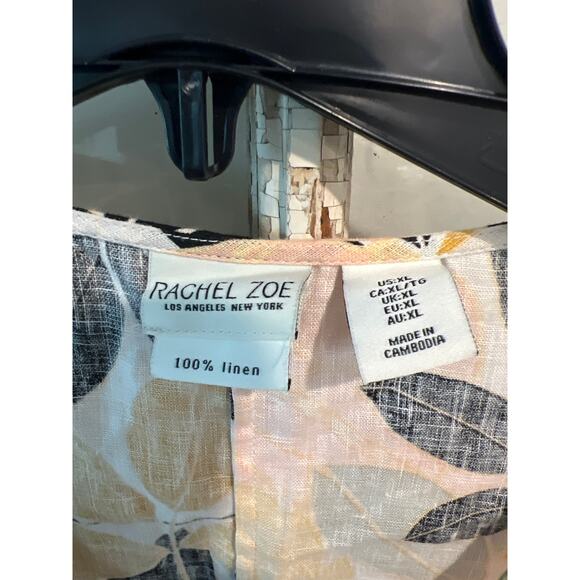 RACHEL ZOE
LOS ANGELES NEW YORK
100% linen
US:XL
CA:XL/TG
UK:XL
EU:XL
AU:XL
MADE IN
CAMBODIA